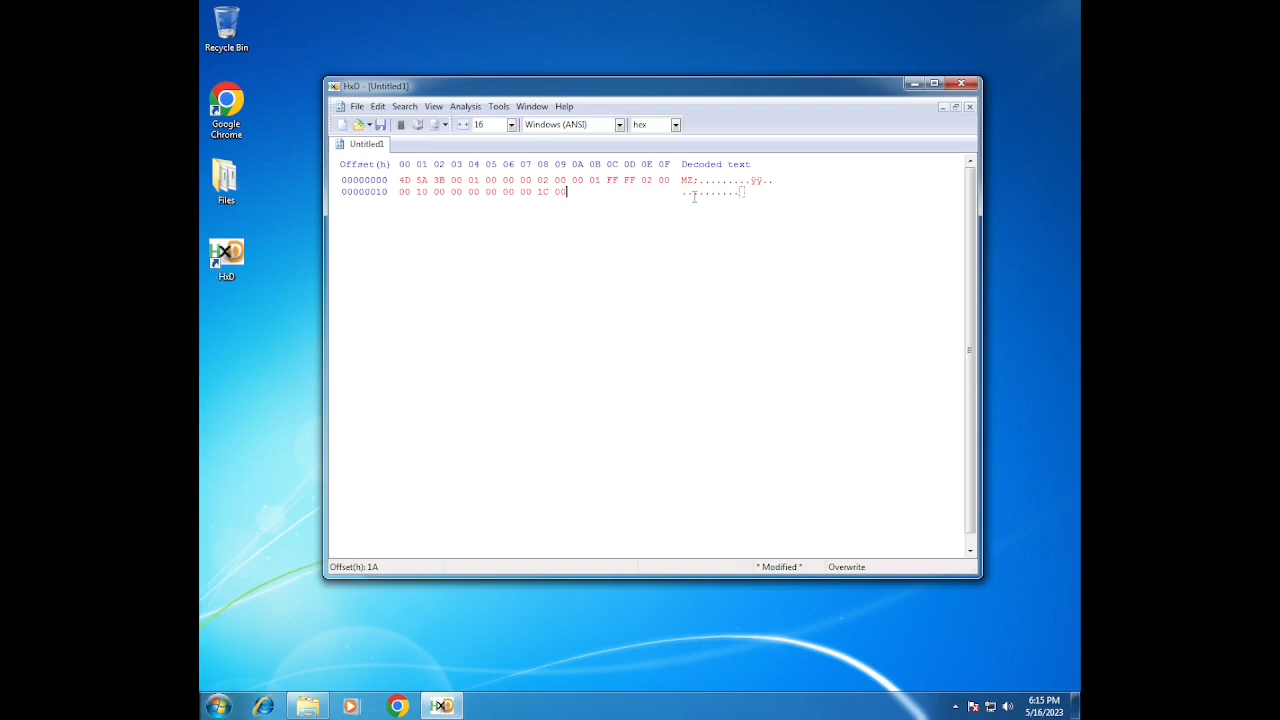 Recycle Bin
Google
Chrome
Files
HxD
HxD - [Untitled1]
File Edit Search View Analysis Tools Window Help
16 Windows (ANSI) hex
Untitled1
Offset(h) 00 01 02 03 04 05 06 07 08 09 0A 0B 0C 0D 0E 0F Decoded text
00000000 4D 5A 3B 00 01 00 00 00 02 00 00 01 FF FF 02 00 MZ;.........ÿÿ..
00000010 00 10 00 00 00 00 00 00 1C 00 ..........
Offset(h): 1A * Modified * Overwrite
6:15 PM
5/16/2023